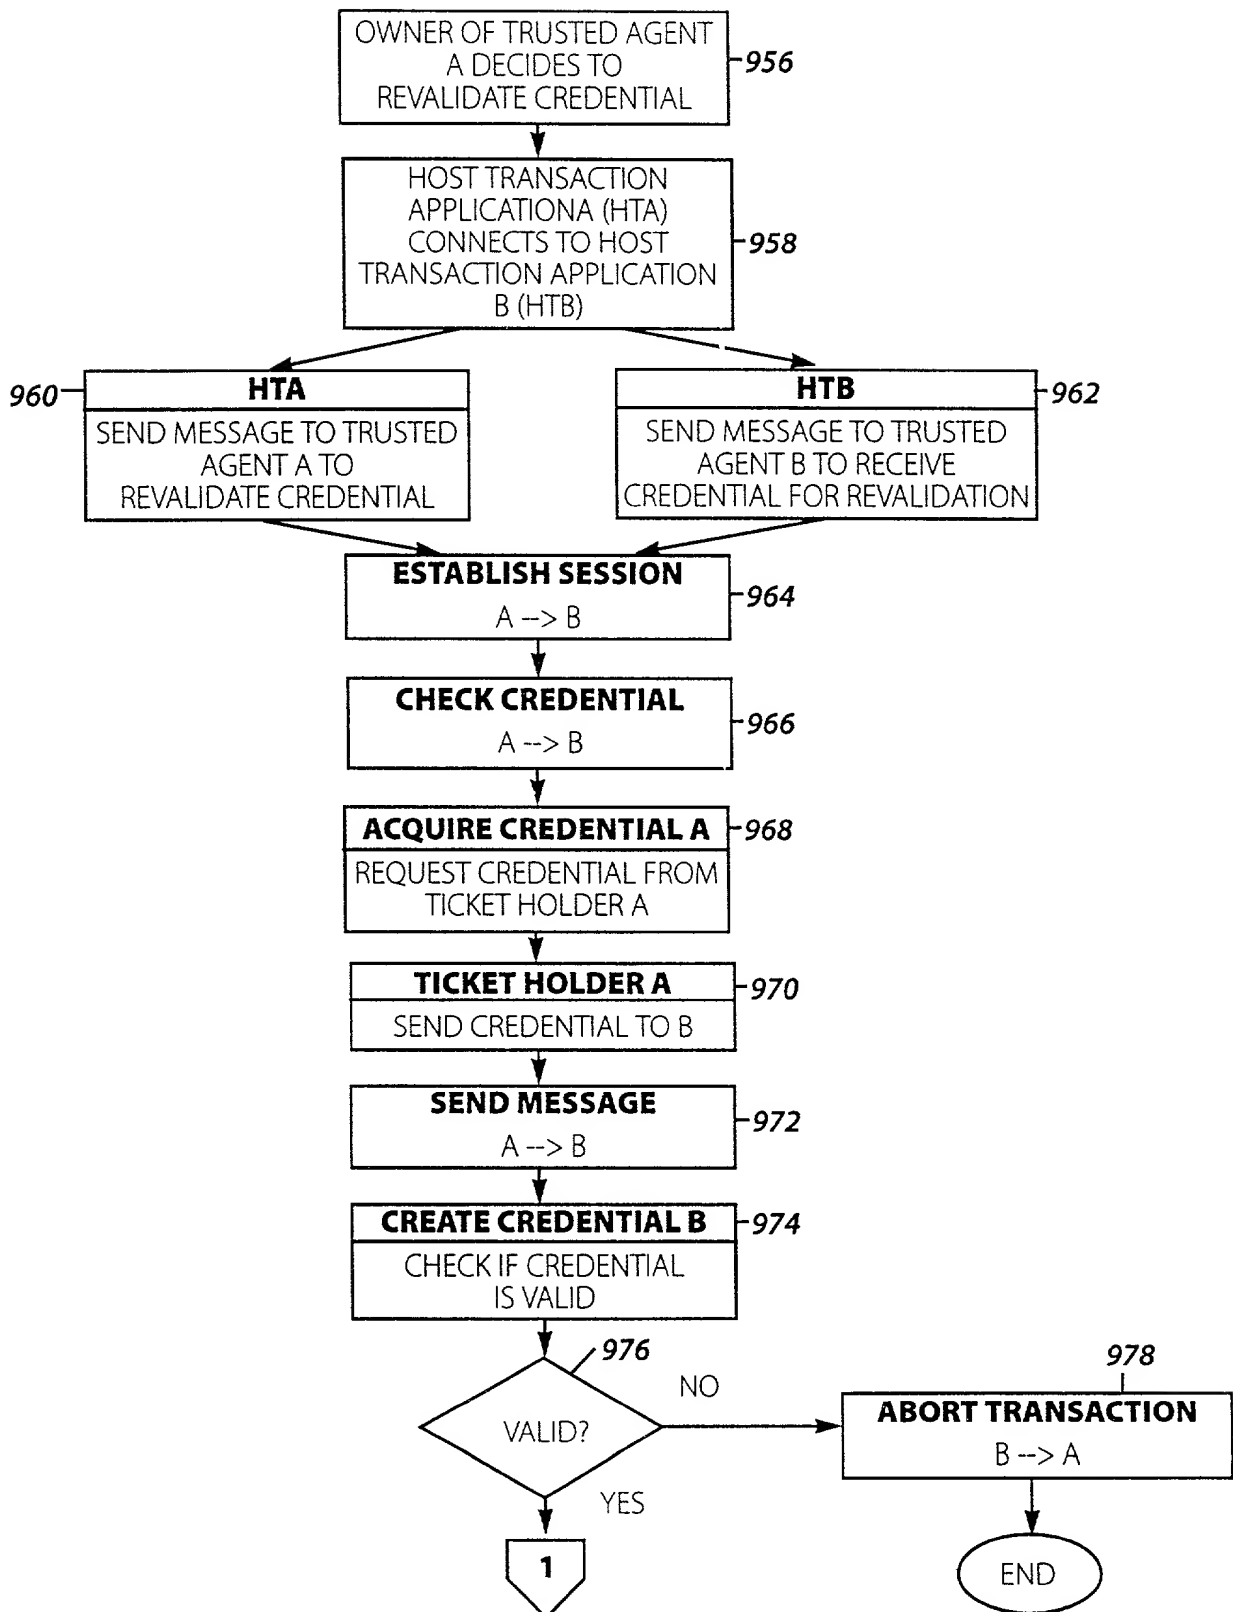 OWNER OF TRUSTED AGENT
A DECIDES TO
REVALIDATE CREDENTIAL
956
HOST TRANSACTION
APPLICATIONA (HTA)
CONNECTS TO HOST
TRANSACTION APPLICATION
B (HTB)
958
960
HTA
SEND MESSAGE TO TRUSTED
AGENT A TO
REVALIDATE CREDENTIAL
HTB
962
SEND MESSAGE TO TRUSTED
AGENT B TO RECEIVE
CREDENTIAL FOR REVALIDATION
ESTABLISH SESSION
A --> B
964
CHECK CREDENTIAL
A --> B
966
ACQUIRE CREDENTIAL A
968
REQUEST CREDENTIAL FROM
TICKET HOLDER A
TICKET HOLDER A
970
SEND CREDENTIAL TO B
SEND MESSAGE
A --> B
972
CREATE CREDENTIAL B
974
CHECK IF CREDENTIAL
IS VALID
976
VALID?
NO
978
ABORT TRANSACTION
B --> A
YES
1
END